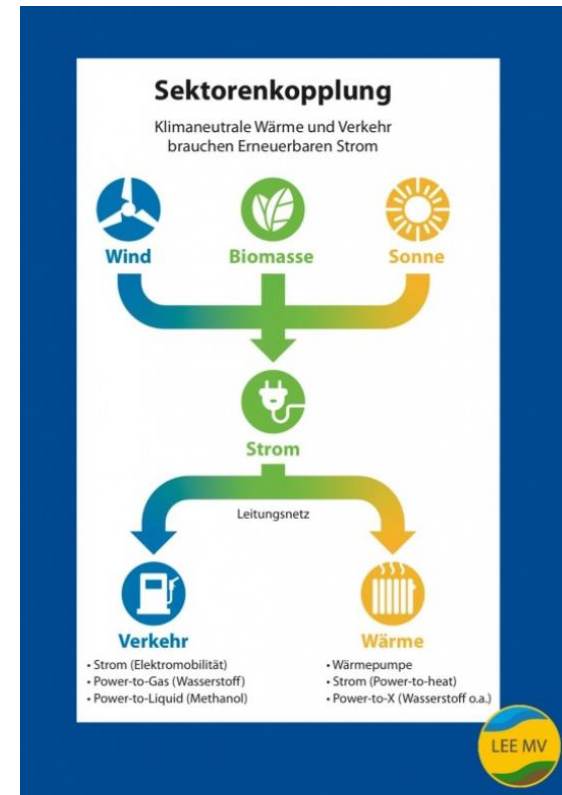 Sektorenkopplung
Klimaneutrale Wärme und Verkehr
brauchen Erneuerbaren Strom
Wind
Biomasse
Sonne
Strom
Leitungsnetz
Verkehr
• Strom (Elektromobilität)
• Power-to-Gas (Wasserstoff)
• Power-to-Liquid (Methanol)
Wärme
• Wärmepumpe
• Strom (Power-to-heat)
• Power-to-X (Wasserstoff o.a.)
LEE MV